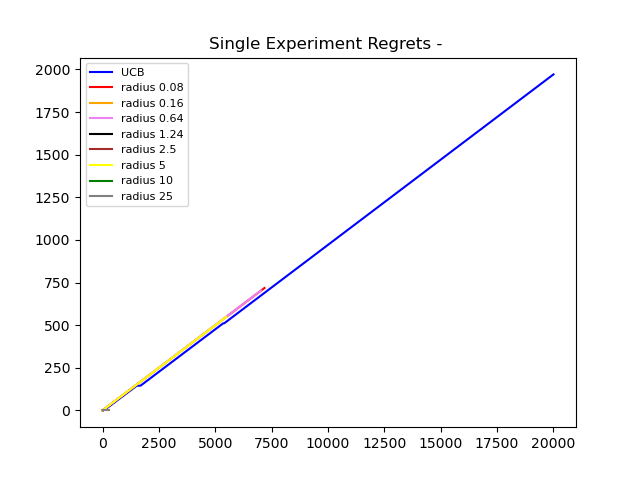 Single Experiment Regrets -
2000
1750
1500
1250
1000
750
500
250
0
UCB
radius 0.08
radius 0.16
radius 0.64
radius 1.24
radius 2.5
radius 5
radius 10
radius 25
0 2500 5000 7500 10000 12500 15000 17500 20000